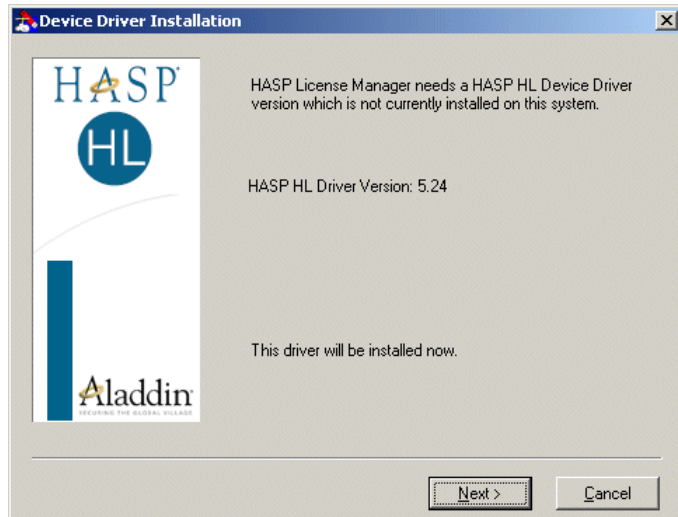 Device Driver Installation
HASP
HL
HASP License Manager needs a HASP HL Device Driver
version which is not currently installed on this system.
HASP HL Driver Version: 5.24
This driver will be installed now.
Aladdin
SECURING THE GLOBAL VILLAGE
Next >
Cancel